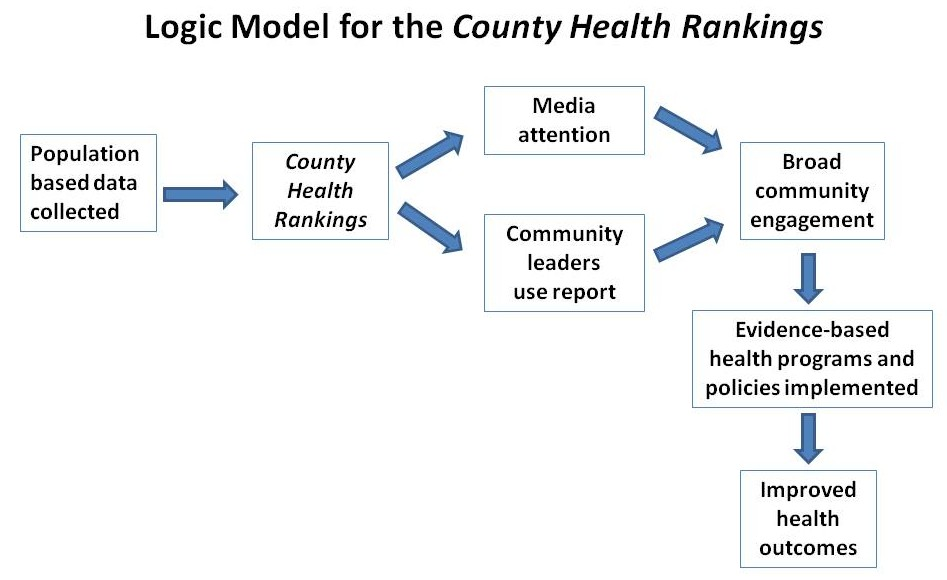 Logic Model for the County Health Rankings
Population
based data
collected
County
Health
Rankings
Media
attention
Community
leaders
use report
Broad
community
engagement
Evidence-based
health programs and
policies implemented
Improved
health
outcomes